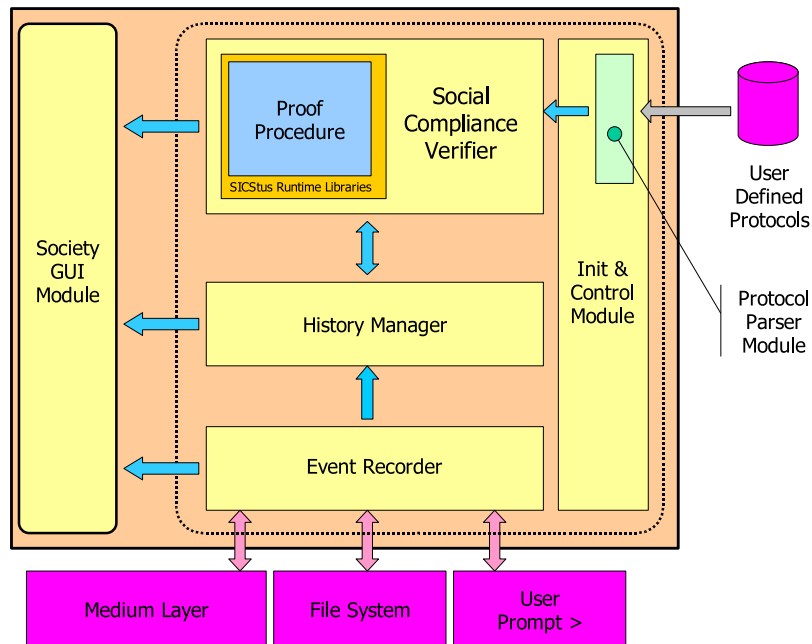 Proof
Procedure
SICStus Runtime Libraries
Social
Compliance
Verifier
User
Defined
Protocols
Society
GUI
Module
Init &
Control
Module
Protocol
Parser
Module
History Manager
Event Recorder
Medium Layer
File System
User
Prompt >